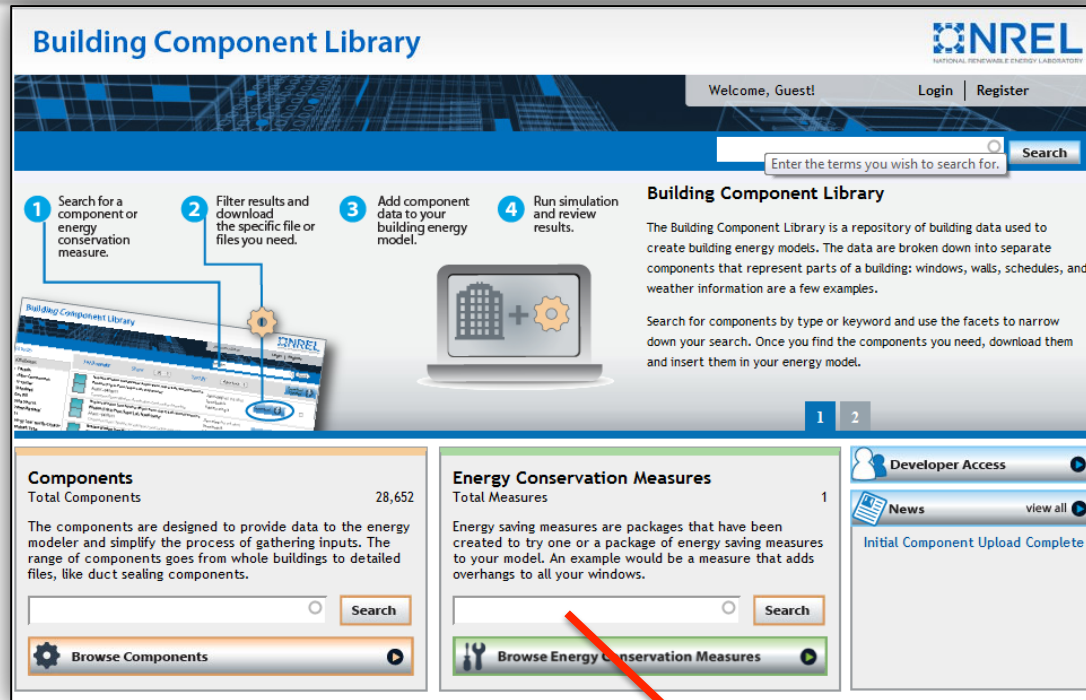 Building Component Library
NREL
NATIONAL RENEWABLE ENERGY LABORATORY
Welcome, Guest!
Login | Register
Search
Enter the terms you wish to search for.
1 Search for a
component or
energy
conservation
measure.
2 Filter results and
download
the specific file or
files you need.
3 Add component
data to your
building energy
model.
4 Run simulation
and review
results.
Building Component Library
NREL
Building Component Library
The Building Component Library is a repository of building data used to
create building energy models. The data are broken down into separate
components that represent parts of a building: windows, walls, schedules, and
weather information are a few examples.
Search for components by type or keyword and use the facets to narrow
down your search. Once you find the components you need, download them
and insert them in your energy model.
1 2
Components
Total Components 28,652
The components are designed to provide data to the energy
modeler and simplify the process of gathering inputs. The
range of components goes from whole buildings to detailed
files, like duct sealing components.
Search
Browse Components
Energy Conservation Measures
Total Measures 1
Energy saving measures are packages that have been
created to try one or a package of energy saving measures
to your model. An example would be a measure that adds
overhangs to all your windows.
Search
Browse Energy Conservation Measures
Developer Access
News view all
Initial Component Upload Complete